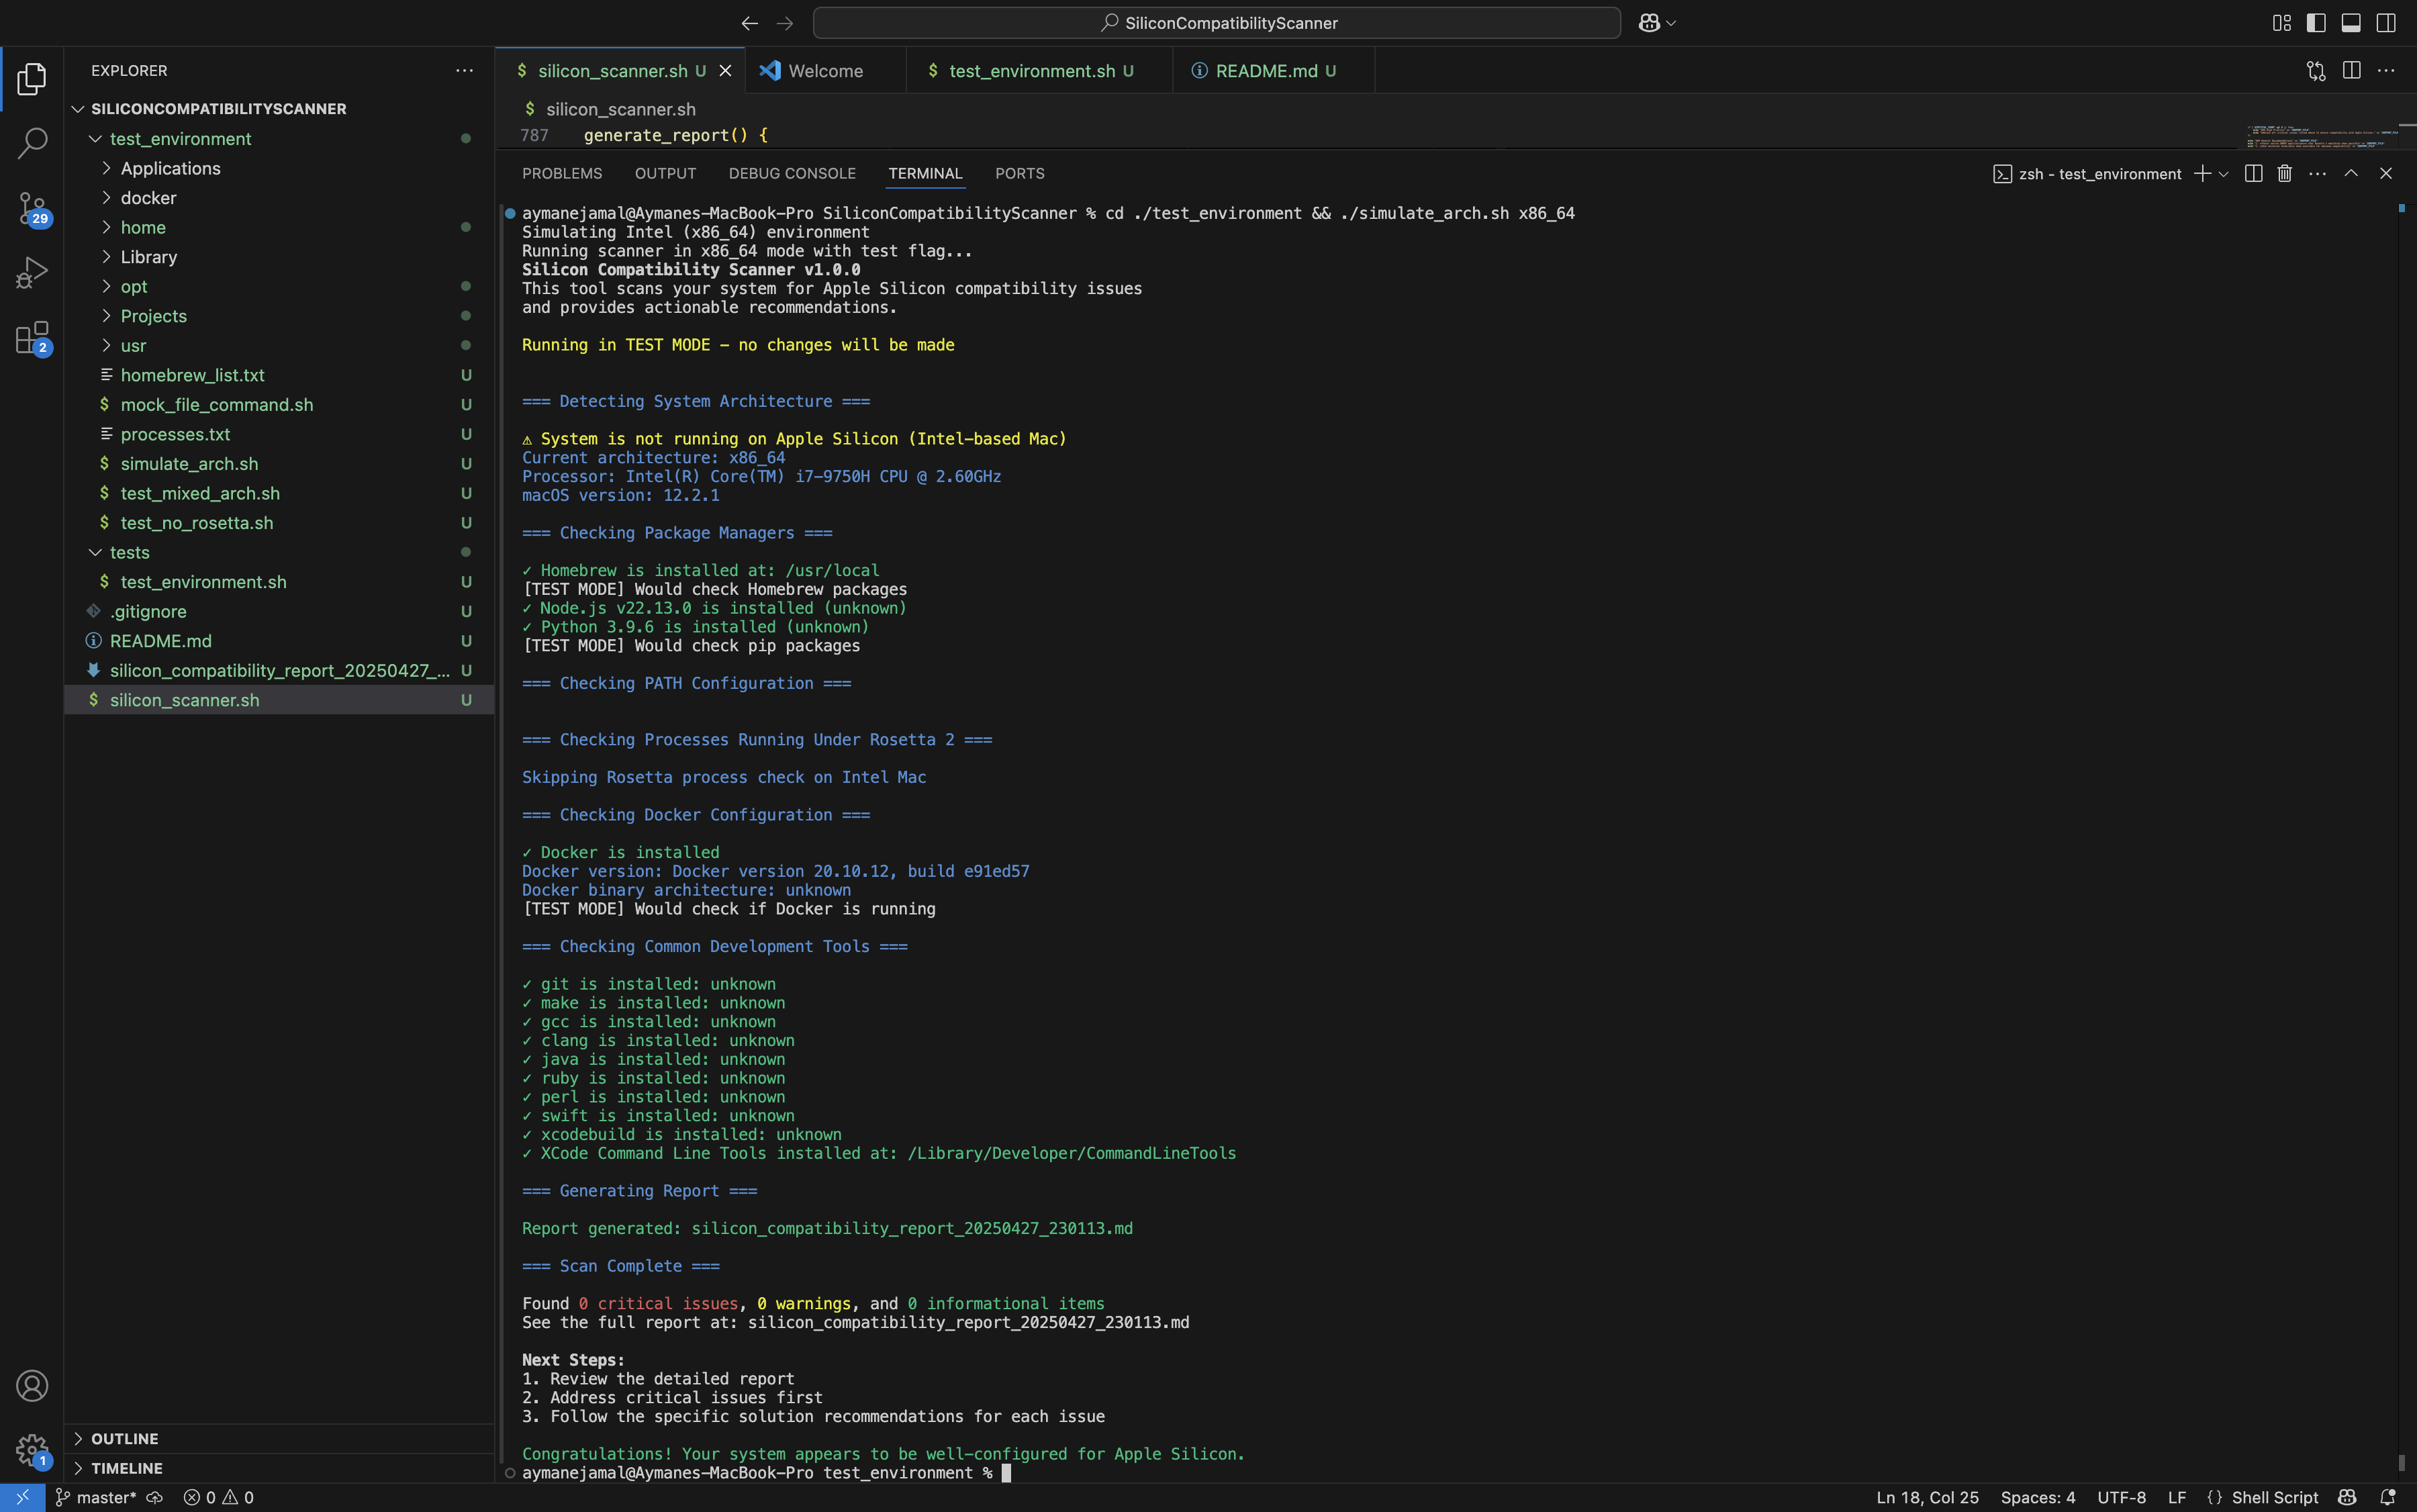 SiliconCompatibilityScanner
EXPLORER
SILICONCOMPATIBILITYSCANNER
test_environment
Applications
docker
home
Library
opt
Projects
usr
homebrew_list.txt U
$ mock_file_command.sh U
processes.txt U
$ simulate_arch.sh U
$ test_mixed_arch.sh U
$ test_no_rosetta.sh U
tests
$ test_environment.sh U
.gitignore U
README.md U
silicon_compatibility_report_20250427_... U
$ silicon_scanner.sh U
OUTLINE
TIMELINE
29
2
1
$ silicon_scanner.sh U
Welcome
$ test_environment.sh U
README.md U
$ silicon_scanner.sh
787 generate_report() {
PROBLEMS OUTPUT DEBUG CONSOLE TERMINAL PORTS
zsh - test_environment
aymanejamal@Aymanes-MacBook-Pro SiliconCompatibilityScanner % cd ./test_environment && ./simulate_arch.sh x86_64
Simulating Intel (x86_64) environment
Running scanner in x86_64 mode with test flag...
Silicon Compatibility Scanner v1.0.0
This tool scans your system for Apple Silicon compatibility issues
and provides actionable recommendations.
Running in TEST MODE - no changes will be made
=== Detecting System Architecture ===
⚠ System is not running on Apple Silicon (Intel-based Mac)
Current architecture: x86_64
Processor: Intel(R) Core(TM) i7-9750H CPU @ 2.60GHz
macOS version: 12.2.1
=== Checking Package Managers ===
✓ Homebrew is installed at: /usr/local
[TEST MODE] Would check Homebrew packages
✓ Node.js v22.13.0 is installed (unknown)
✓ Python 3.9.6 is installed (unknown)
[TEST MODE] Would check pip packages
=== Checking PATH Configuration ===
=== Checking Processes Running Under Rosetta 2 ===
Skipping Rosetta process check on Intel Mac
=== Checking Docker Configuration ===
✓ Docker is installed
Docker version: Docker version 20.10.12, build e91ed57
Docker binary architecture: unknown
[TEST MODE] Would check if Docker is running
=== Checking Common Development Tools ===
✓ git is installed: unknown
✓ make is installed: unknown
✓ gcc is installed: unknown
✓ clang is installed: unknown
✓ java is installed: unknown
✓ ruby is installed: unknown
✓ perl is installed: unknown
✓ swift is installed: unknown
✓ xcodebuild is installed: unknown
✓ XCode Command Line Tools installed at: /Library/Developer/CommandLineTools
=== Generating Report ===
Report generated: silicon_compatibility_report_20250427_230113.md
=== Scan Complete ===
Found 0 critical issues, 0 warnings, and 0 informational items
See the full report at: silicon_compatibility_report_20250427_230113.md
Next Steps:
1. Review the detailed report
2. Address critical issues first
3. Follow the specific solution recommendations for each issue
Congratulations! Your system appears to be well-configured for Apple Silicon.
aymanejamal@Aymanes-MacBook-Pro test_environment %
master* 0 0
Ln 18, Col 25 Spaces: 4 UTF-8 LF {} Shell Script